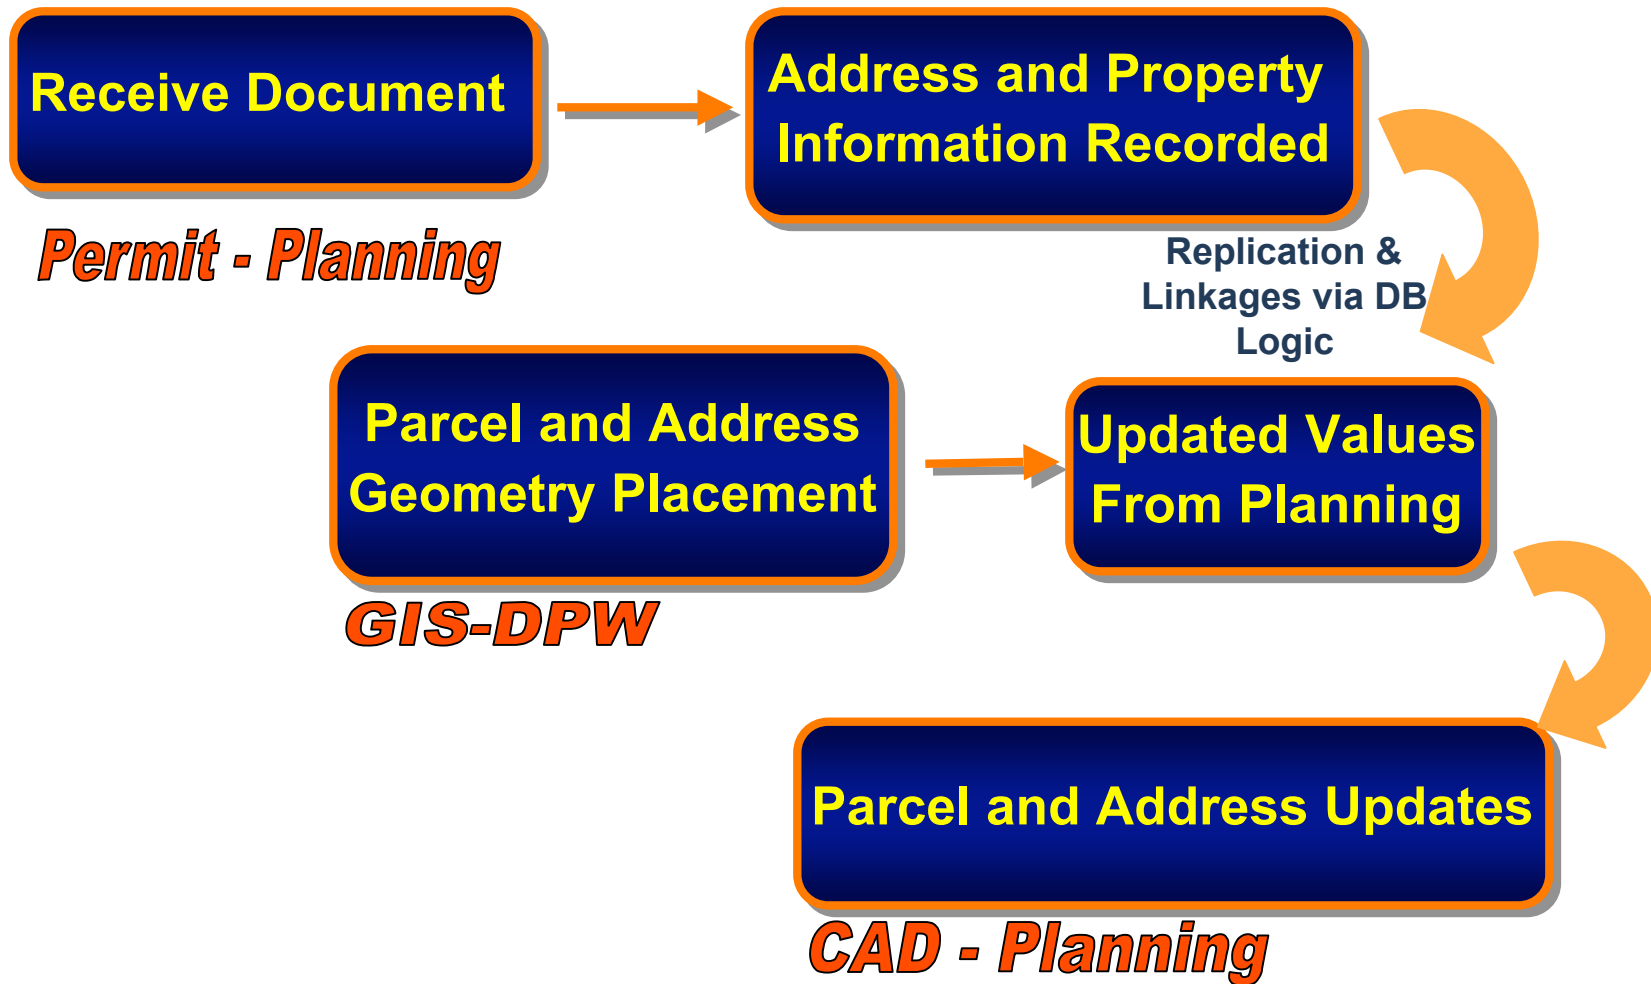 Receive Document
Address and Property
Information Recorded
Permit - Planning
Replication &
Linkages via DB
Logic
Parcel and Address
Geometry Placement
Updated Values
From Planning
GIS-DPW
Parcel and Address Updates
CAD - Planning